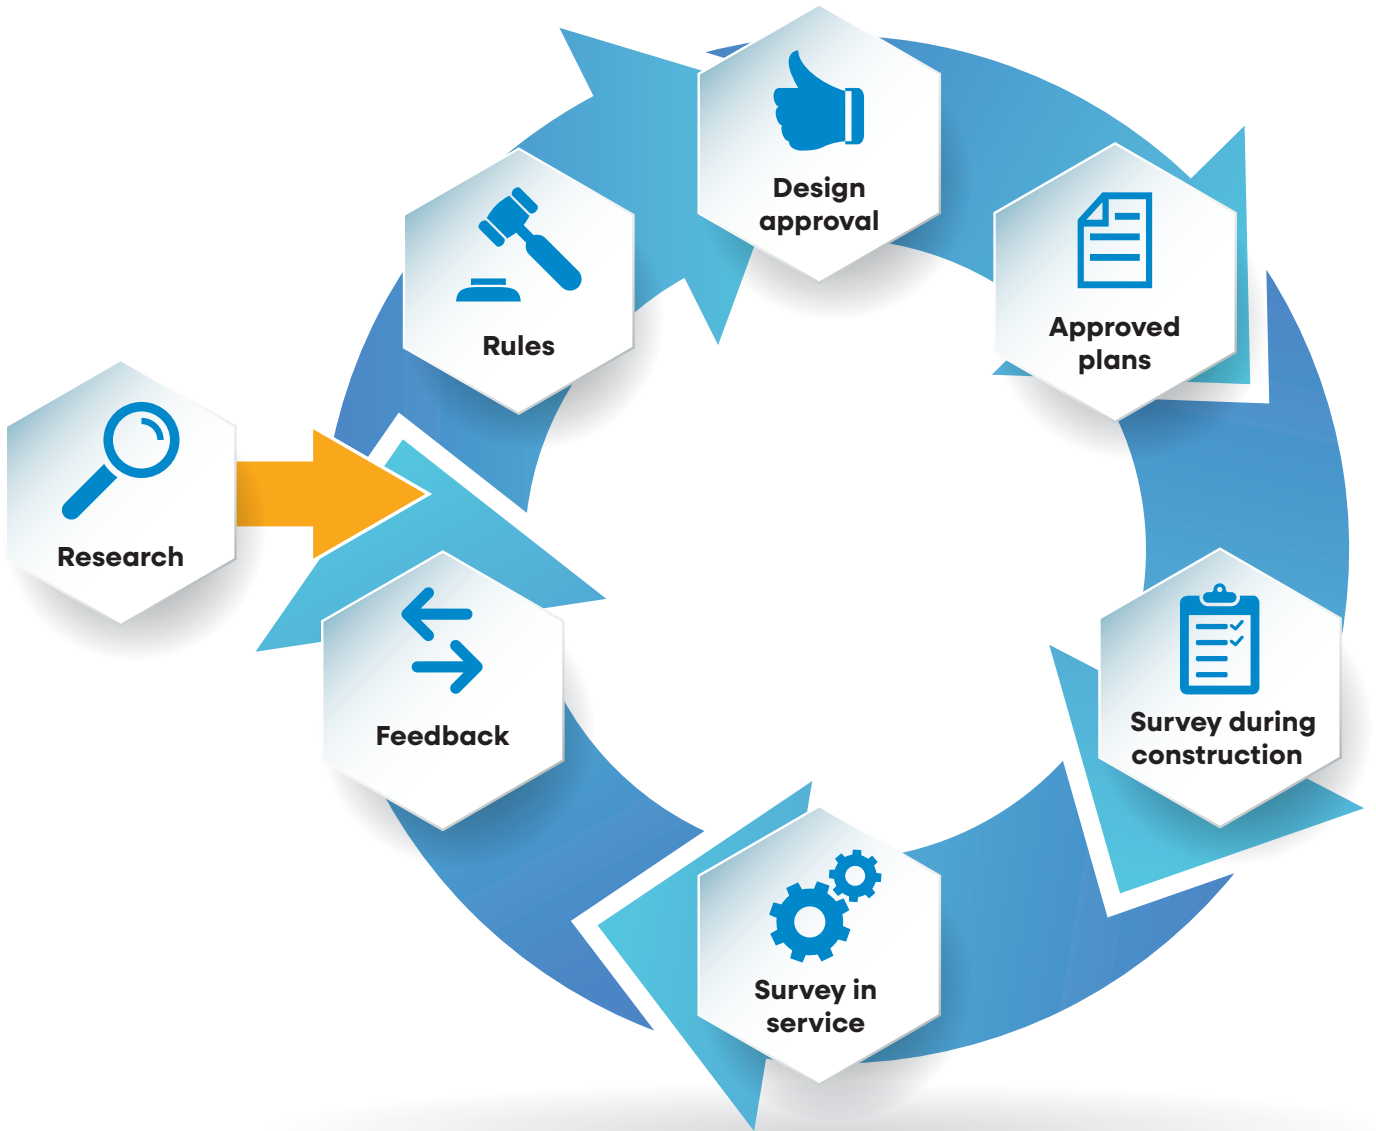 Design
approval
Approved
plans
Rules
Research
Feedback
Survey during
construction
Survey in
service